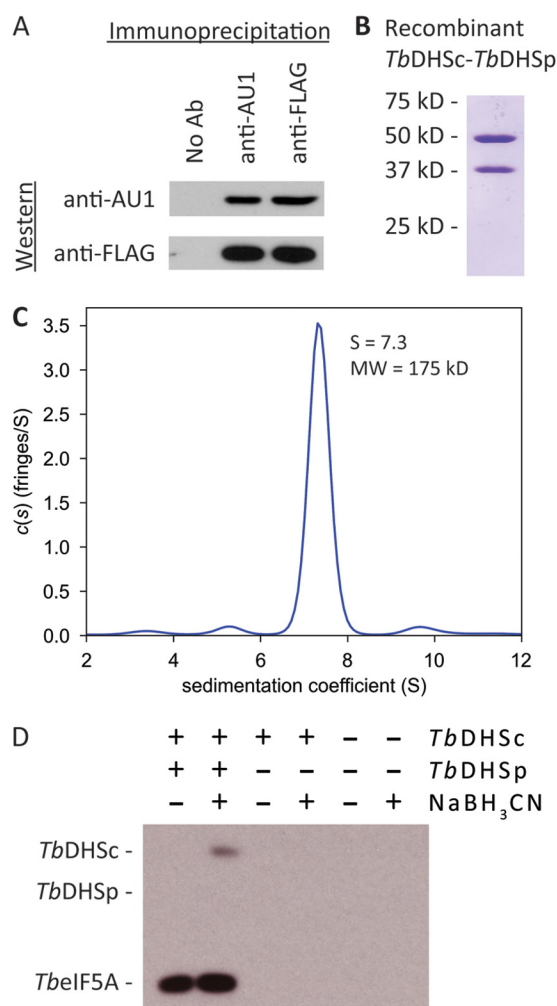 A
Immunoprecipitation
No Ab
anti-AU1
anti-FLAG
Western
anti-AU1
anti-FLAG
B Recombinant
TbDHSc-TbDHSp
75 kD -
50 kD -
37 kD -
25 kD -
C
3.5
3.0
2.5
2.0
1.5
1.0
0.5
0.0
c(s) (fringes/S)
S = 7.3
MW = 175 kD
2 4 6 8 10 12
sedimentation coefficient (S)
D
+ + + + – – TbDHSc
+ + – – – – TbDHSp
– + – + – + NaBH3CN
TbDHSc -
TbDHSp -
TbeIF5A -